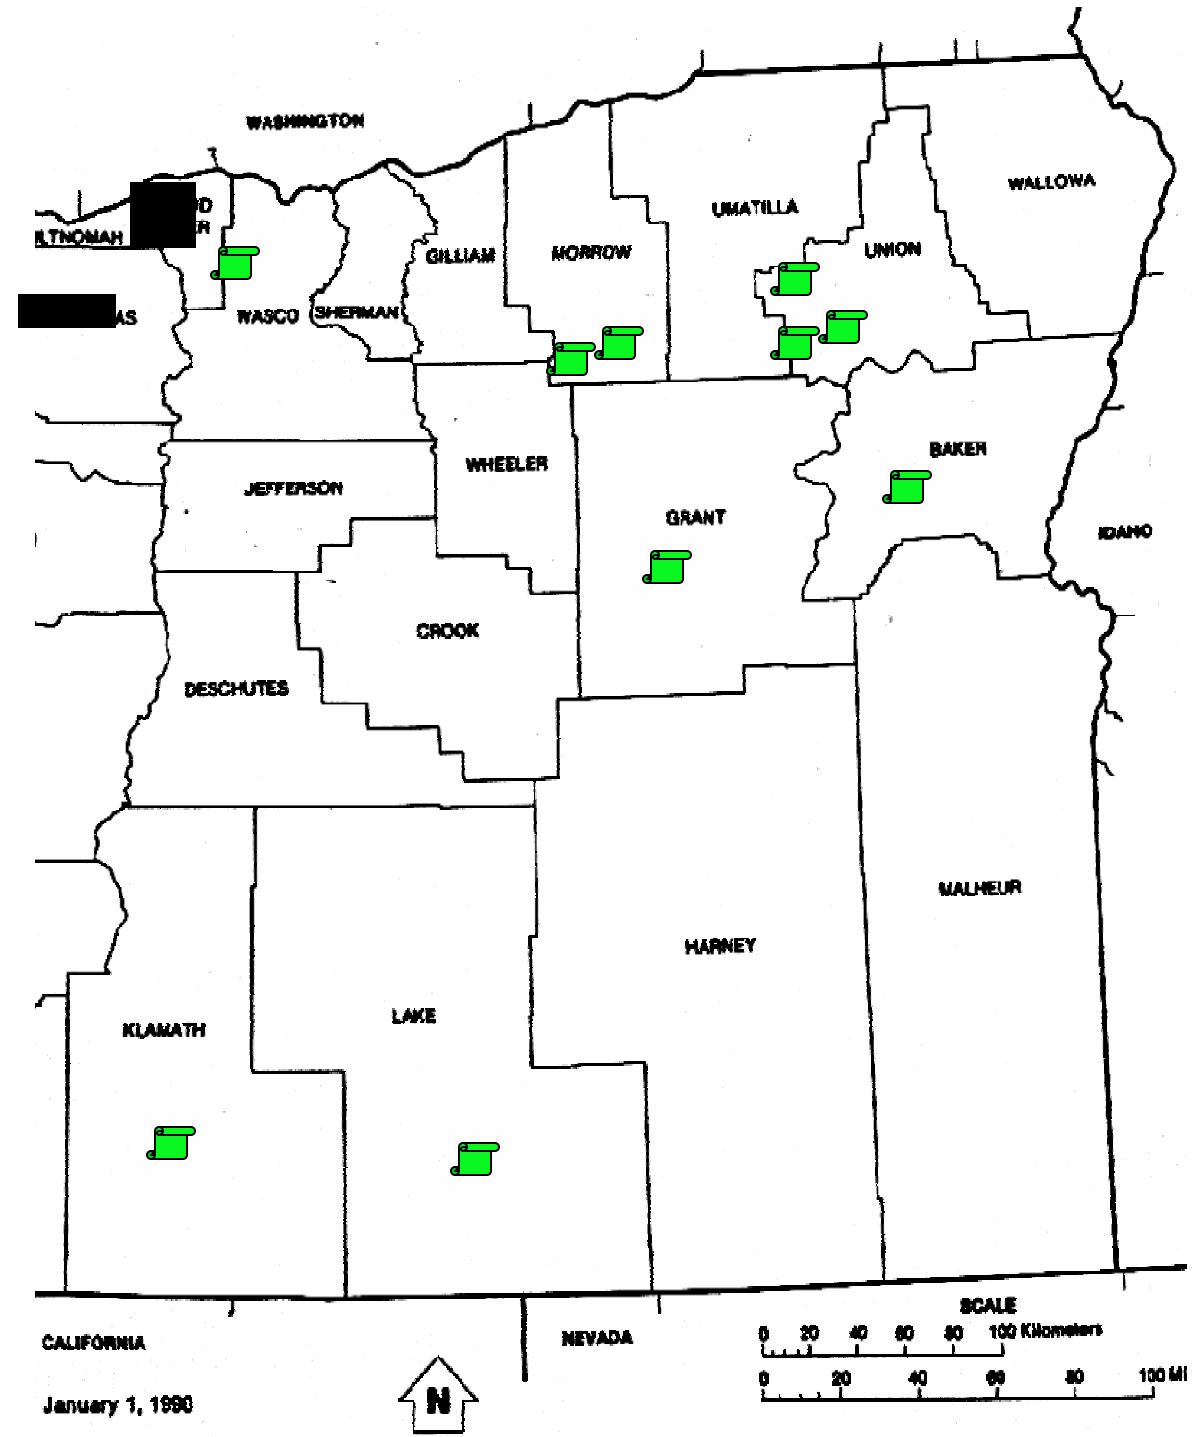 WASHINGTON
WALLOWA
UMATILLA
LTNOMAH
UNION
MORROW
GILLIAM
SHERMAN
WASCO
AS
BAKER
WHEELER
JEFFERSON
GRANT
IDAHO
CROOK
DESCHUTES
MALHEUR
HARNEY
LAKE
KLAMATH
SCALE
0 20 40 60 80 100 Kilometers
NEVADA
CALIFORNIA
0 20 40 60 80 100 Mi
January 1, 1990
N